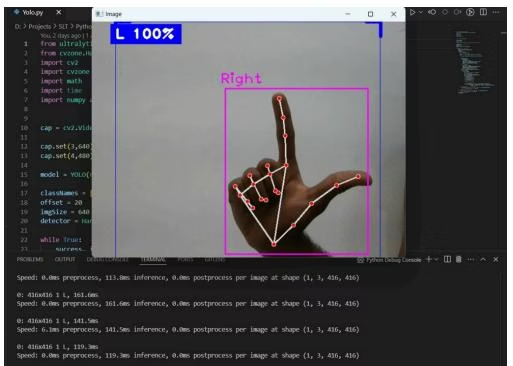 Yolo.py
Image
L 100%
Right
D: > Projects > SLT > Pytho
You, 2 days ago | 1
1 from ultralyti
2 from cvzone.Ha
3 import cv2
4 import cvzone
5 import math
6 import time
7 import numpy a
8
9
10 cap = cv2.Vide
11
12 cap.set(3,640)
13 cap.set(4,480)
14
15 model = YOLO(
16
17 classNames = [
18 offset = 20
19 imgSize = 640
20 detector = Han
21
22 while True:
23 success,
PROBLEMS OUTPUT DEBUG CONSOLE TERMINAL PORTS GITLENS Python Debug Console
Speed: 0.0ms preprocess, 113.8ms inference, 0.0ms postprocess per image at shape (1, 3, 416, 416)
0: 416x416 1 L, 161.6ms
Speed: 0.0ms preprocess, 161.6ms inference, 0.0ms postprocess per image at shape (1, 3, 416, 416)
0: 416x416 1 L, 141.5ms
Speed: 6.1ms preprocess, 141.5ms inference, 0.0ms postprocess per image at shape (1, 3, 416, 416)
0: 416x416 1 L, 119.3ms
Speed: 0.0ms preprocess, 119.3ms inference, 0.0ms postprocess per image at shape (1, 3, 416, 416)